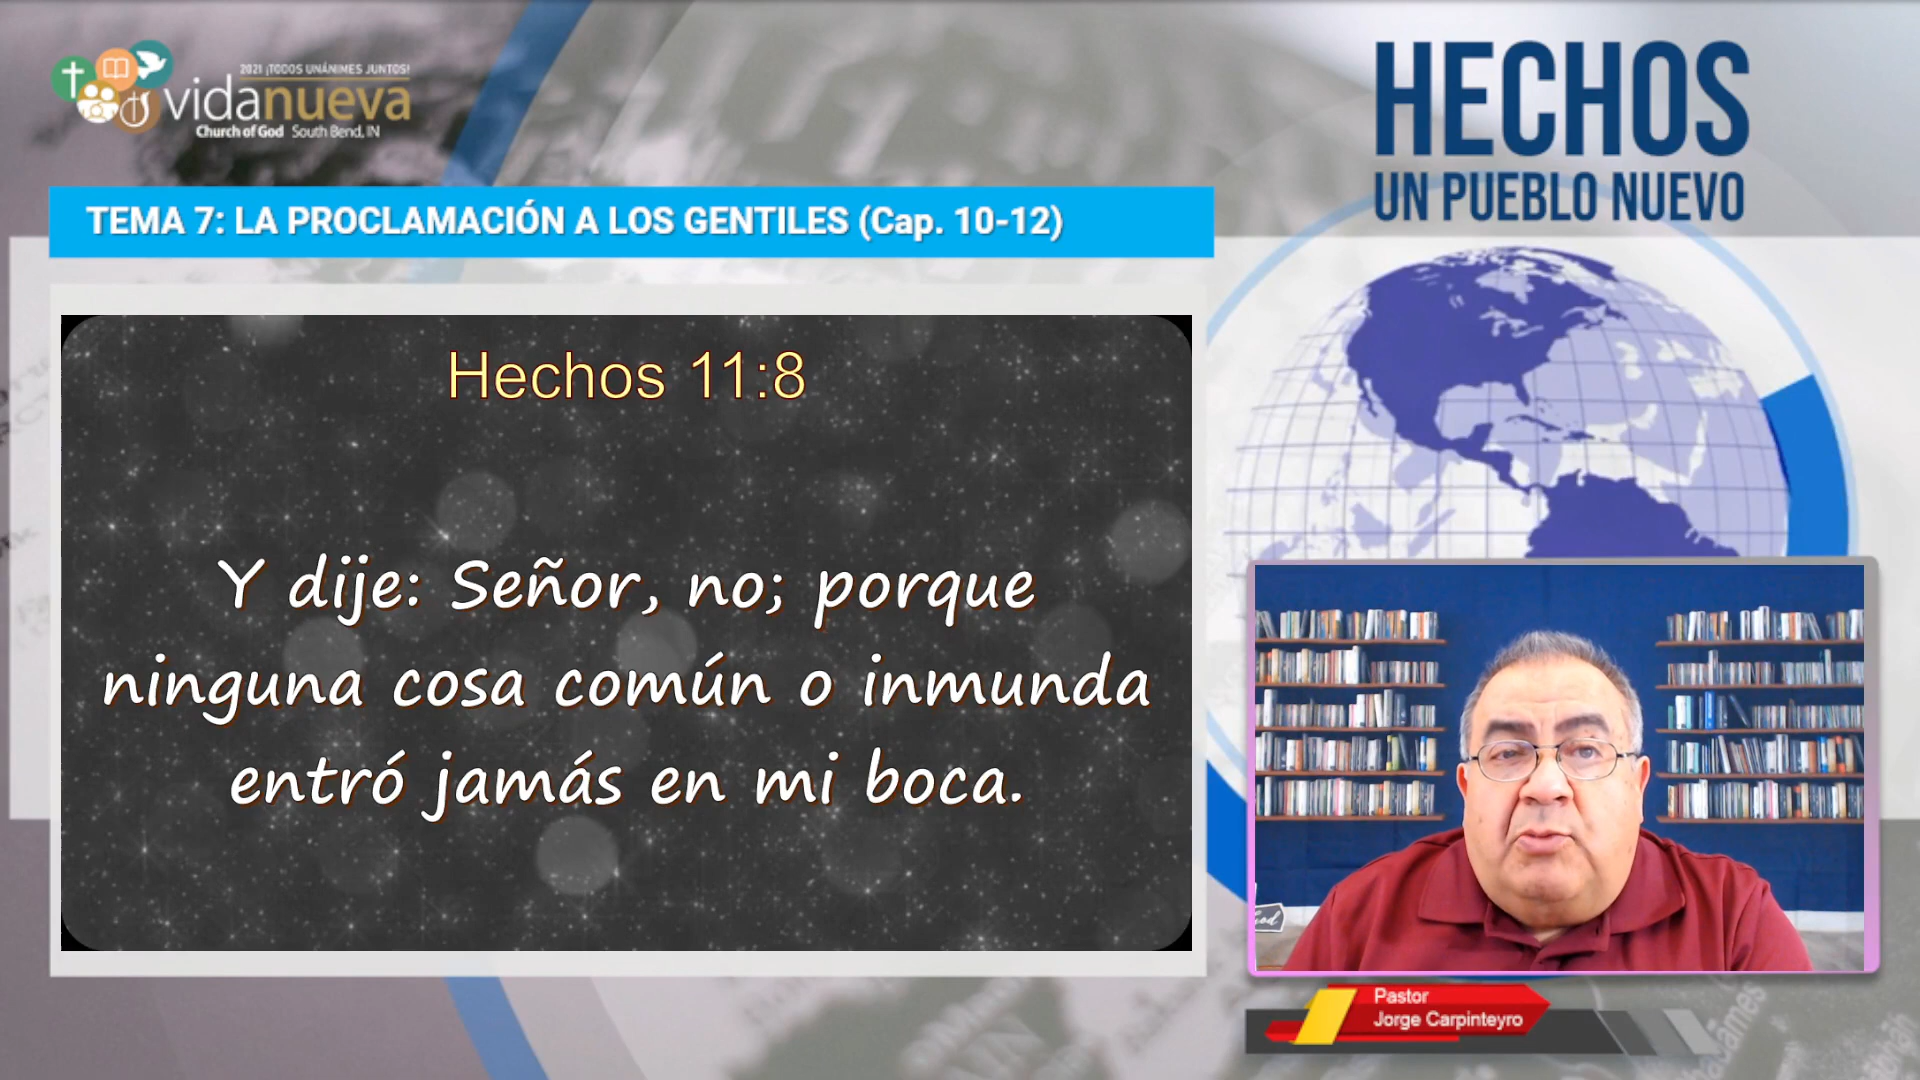 2021 ¡TODOS UNÁNIMES JUNTOS!
vidanueva
Church of God South Bend, IN
HECHOS
UN PUEBLO NUEVO
TEMA 7: LA PROCLAMACIÓN A LOS GENTILES (Cap. 10-12)
Hechos 11:8
Y dije: Señor, no; porque
ninguna cosa común o inmunda
entró jamás en mi boca.
Pastor
Jorge Carpinteyro